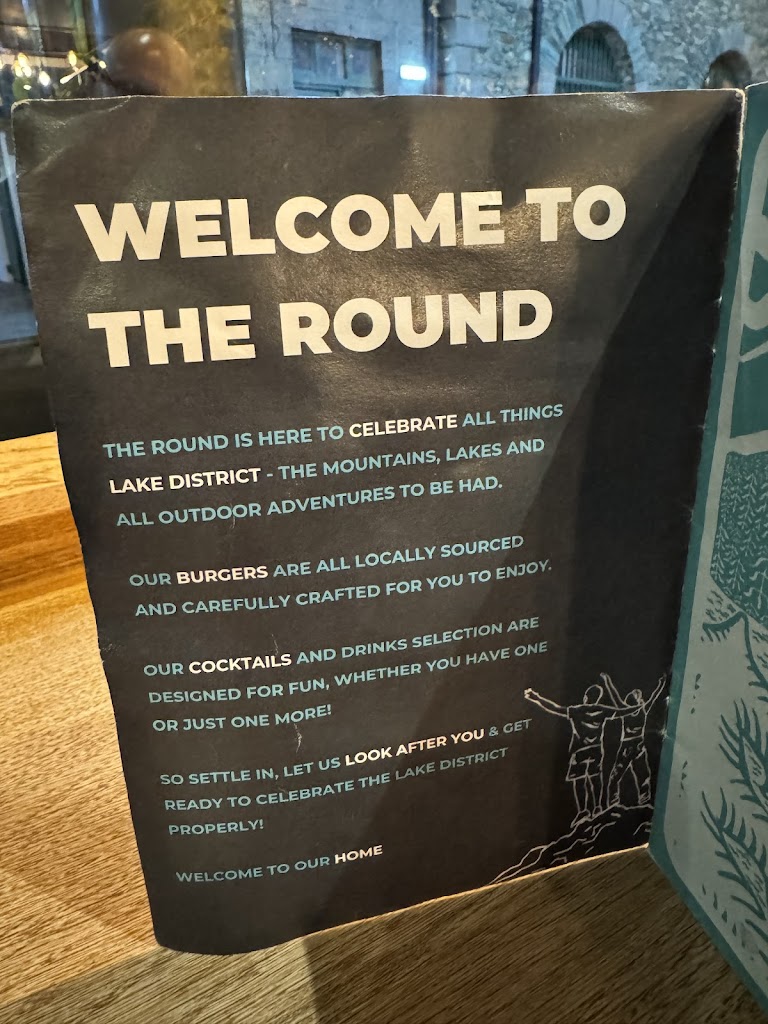 WELCOME TO
THE ROUND
THE ROUND IS HERE TO CELEBRATE ALL THINGS
LAKE DISTRICT - THE MOUNTAINS, LAKES AND
ALL OUTDOOR ADVENTURES TO BE HAD.
OUR BURGERS ARE ALL LOCALLY SOURCED
AND CAREFULLY CRAFTED FOR YOU TO ENJOY.
OUR COCKTAILS AND DRINKS SELECTION ARE
DESIGNED FOR FUN, WHETHER YOU HAVE ONE
OR JUST ONE MORE!
SO SETTLE IN, LET US LOOK AFTER YOU & GET
READY TO CELEBRATE THE LAKE DISTRICT
PROPERLY!
WELCOME TO OUR HOME